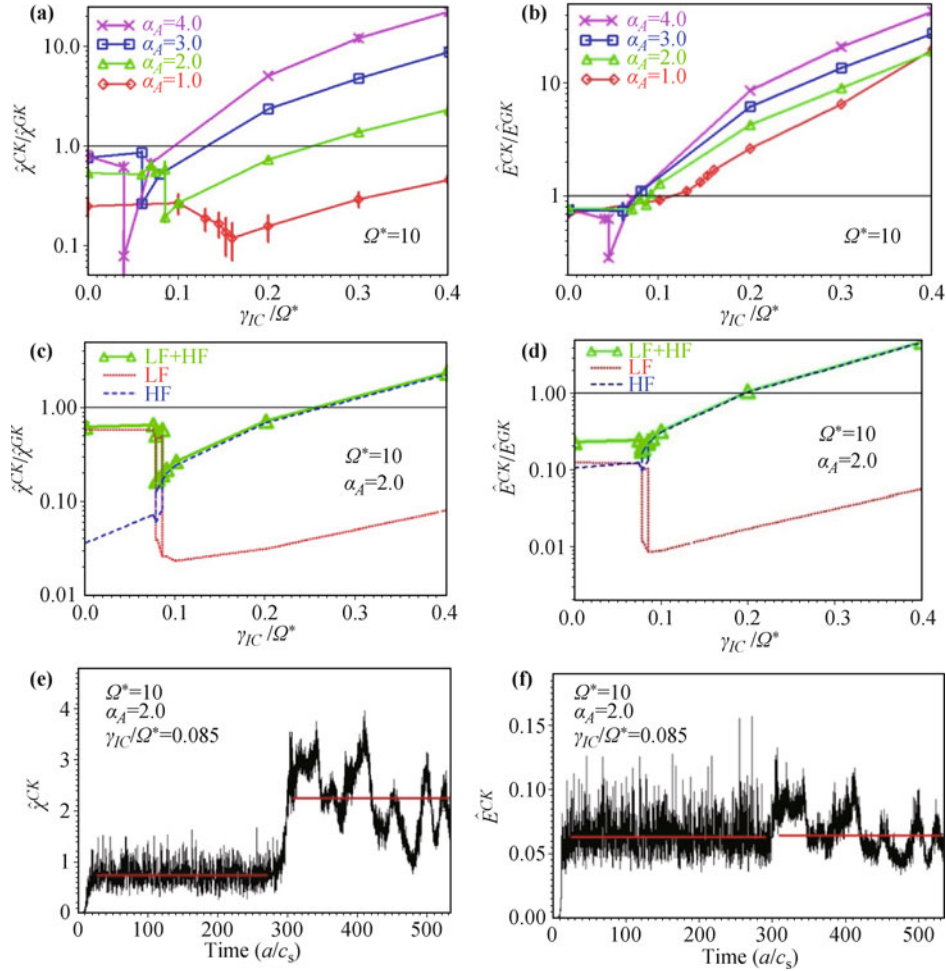 (a)
α_A=4.0
α_A=3.0
α_A=2.0
α_A=1.0
10.0
1.0
0.1
χ̂^CK/χ̂^GK
Ω*=10
0.0 0.1 0.2 0.3 0.4
γ_IC/Ω*
(b)
α_A=4.0
α_A=3.0
α_A=2.0
α_A=1.0
10
1
Ê^CK/Ê^GK
Ω*=10
0.0 0.1 0.2 0.3 0.4
γ_IC/Ω*
(c)
LF+HF
LF
HF
1.00
0.10
0.01
χ̂^CK/χ̂^GK
Ω*=10
α_A=2.0
0.0 0.1 0.2 0.3 0.4
γ_IC/Ω*
(d)
LF+HF
LF
HF
1.00
0.10
0.01
Ê^CK/Ê^GK
Ω*=10
α_A=2.0
0.0 0.1 0.2 0.3 0.4
γ_IC/Ω*
(e)
Ω*=10
α_A=2.0
γ_IC/Ω*=0.085
4
3
2
1
0
χ̂^CK
0 100 200 300 400 500
Time (a/c_s)
(f)
Ω*=10
α_A=2.0
γ_IC/Ω*=0.085
0.15
0.10
0.05
0.00
Ê^CK
0 100 200 300 400 500
Time (a/c_s)